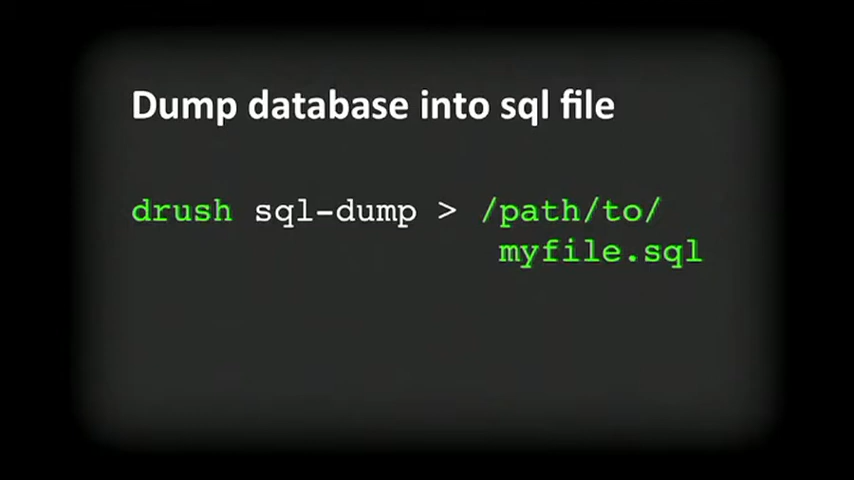 Dump database into sql file
drush sql-dump > /path/to/
myfile.sql